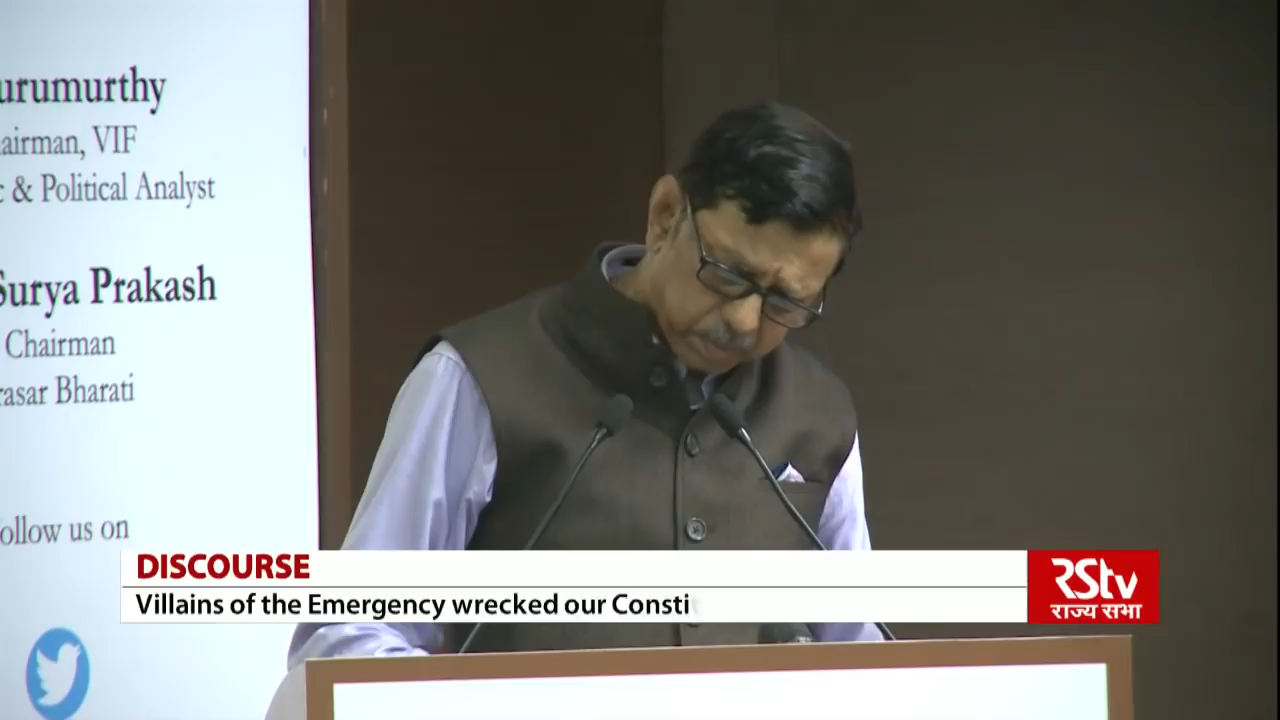 urumurthy
airman, VIF
c & Political Analyst
Surya Prakash
Chairman
rasar Bharati
ollow us on
DISCOURSE
Villains of the Emergency wrecked our Consti
RStv
राज्य सभा